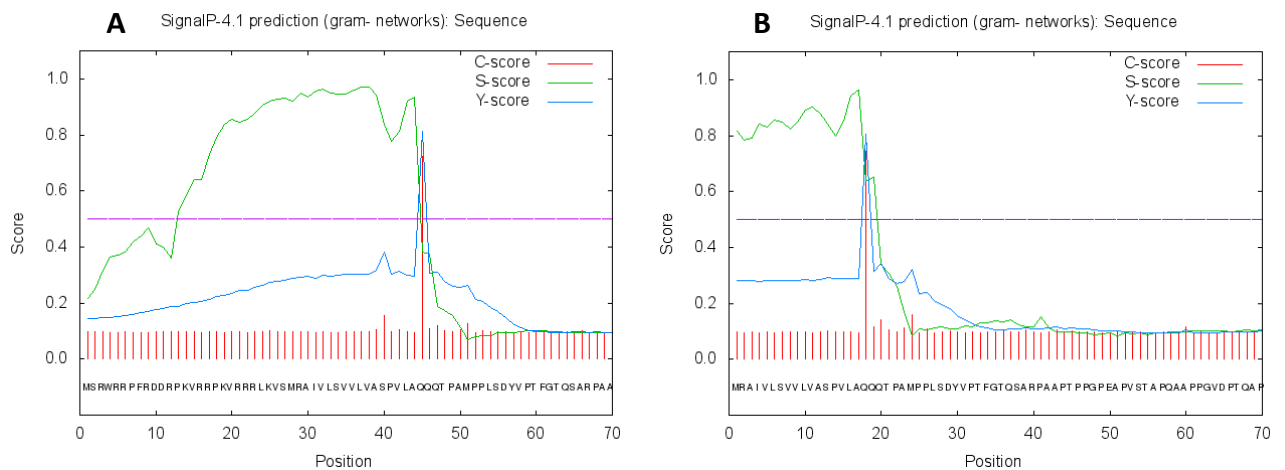 A
SignalP-4.1 prediction (gram- networks): Sequence
C-score
S-score
Y-score
1.0
0.8
0.6
0.4
0.2
0.0
Score
MSRWRRPFRDDRPKVRRPKVRRRLKVSMRAIVLSVVLVASPVLAQQQTPAMPPLSDYVPTFGTQSARPAA
0 10 20 30 40 50 60 70
Position
B
SignalP-4.1 prediction (gram- networks): Sequence
C-score
S-score
Y-score
1.0
0.8
0.6
0.4
0.2
0.0
Score
MRAIVLSVVLVASPVLAQQQTPAMPPLSDYVPTFGTQSARPAAPTPPGPEAPVSTAPQAAPPGVDPTQAP
0 10 20 30 40 50 60 70
Position